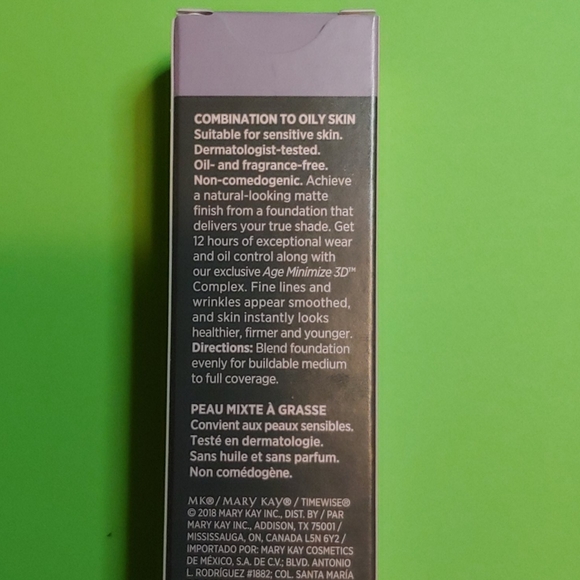 COMBINATION TO OILY SKIN
Suitable for sensitive skin.
Dermatologist-tested.
Oil- and fragrance-free.
Non-comedogenic. Achieve
a natural-looking matte
finish from a foundation that
delivers your true shade. Get
12 hours of exceptional wear
and oil control along with
our exclusive Age Minimize 3D™
Complex. Fine lines and
wrinkles appear smoothed,
and skin instantly looks
healthier, firmer and younger.
Directions: Blend foundation
evenly for buildable medium
to full coverage.
PEAU MIXTE À GRASSE
Convient aux peaux sensibles.
Testé en dermatologie.
Sans huile et sans parfum.
Non comédogène.
MK® / MARY KAY® / TIMEWISE®
© 2018 MARY KAY INC., DIST. BY / PAR
MARY KAY INC., ADDISON, TX 75001 /
MISSISSAUGA, ON, CANADA L5N 6Y2 /
IMPORTADO POR: MARY KAY COSMETICS
DE MÉXICO, S.A. DE C.V.; BLVD. ANTONIO
L. RODRÍGUEZ #1882; COL. SANTA MARÍA